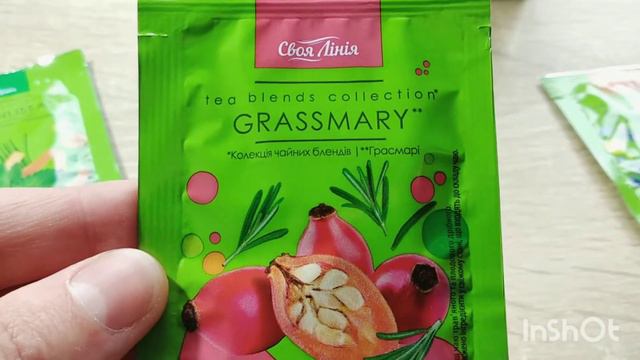 Своя Лінія
tea blends collection*
GRASSMARY**
*Колекція чайних блендів | **Грасмарі
InShOt